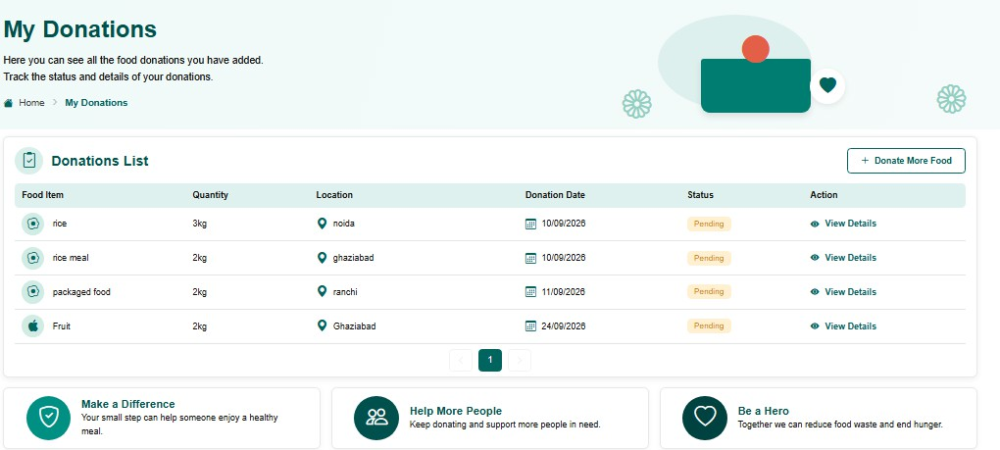 My Donations
Here you can see all the food donations you have added.
Track the status and details of your donations.
Home > My Donations
Donations List
+ Donate More Food
Food Item Quantity Location Donation Date Status Action
rice 3kg noida 10/09/2026 Pending View Details
rice meal 2kg ghaziabad 10/09/2026 Pending View Details
packaged food 2kg ranchi 11/09/2026 Pending View Details
Fruit 2kg Ghaziabad 24/09/2026 Pending View Details
< 1 >
Make a Difference
Your small step can help someone enjoy a healthy
meal.
Help More People
Keep donating and support more people in need.
Be a Hero
Together we can reduce food waste and end hunger.